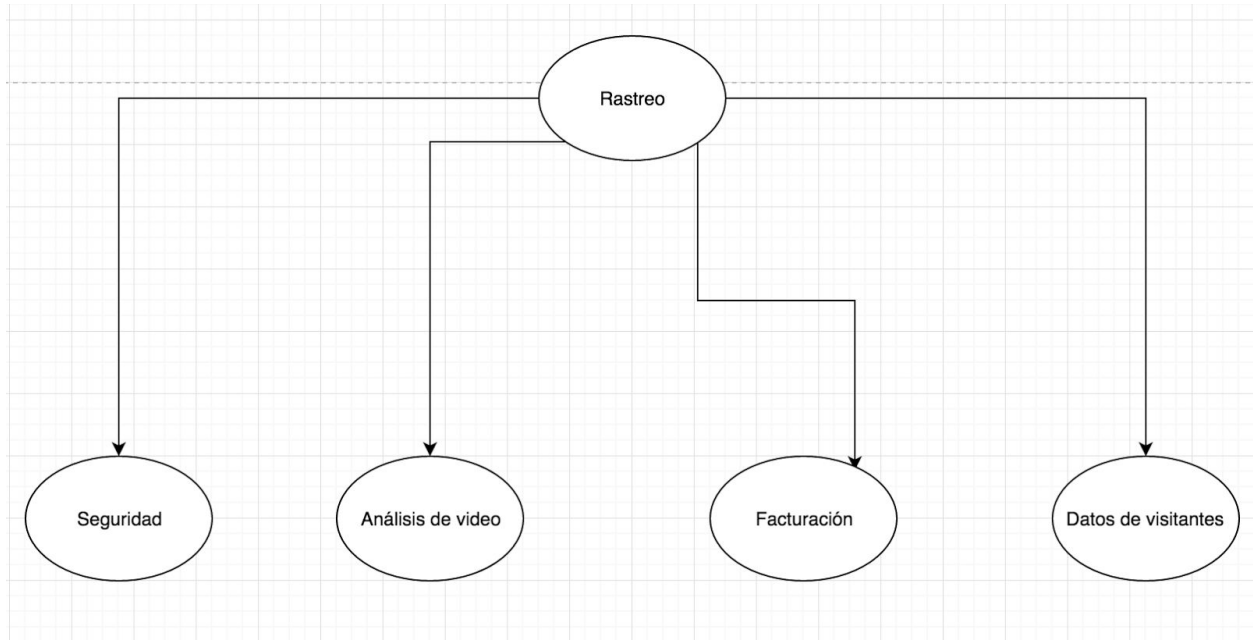 Rastreo
Seguridad
Análisis de video
Facturación
Datos de visitantes